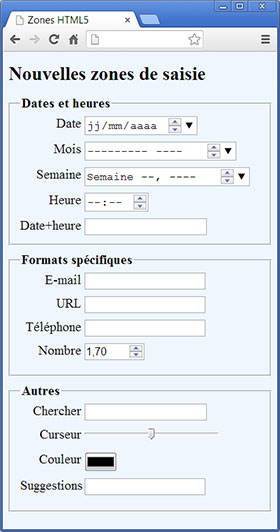 Zones HTML5
Nouvelles zones de saisie
Dates et heures
Date jj/mm/aaaa
Mois --------- ----
Semaine Semaine --, ----
Heure --:--
Date+heure
Formats spécifiques
E-mail
URL
Téléphone
Nombre 1,70
Autres
Chercher
Curseur
Couleur
Suggestions